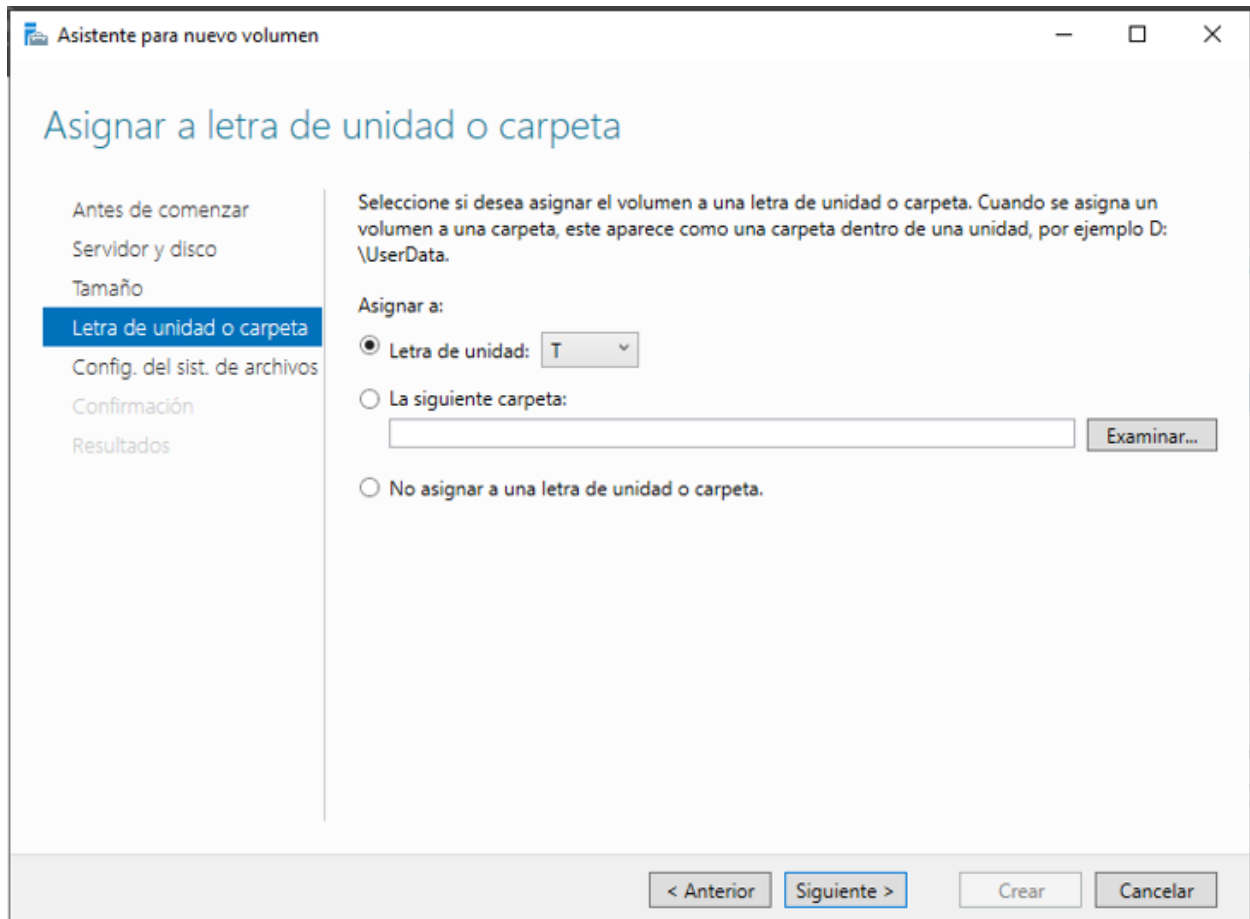 Asistente para nuevo volumen
Asignar a letra de unidad o carpeta
Antes de comenzar
Servidor y disco
Tamaño
Letra de unidad o carpeta
Config. del sist. de archivos
Confirmación
Resultados
Seleccione si desea asignar el volumen a una letra de unidad o carpeta. Cuando se asigna un
volumen a una carpeta, este aparece como una carpeta dentro de una unidad, por ejemplo D:
\UserData.
Asignar a:
Letra de unidad: T
La siguiente carpeta:
Examinar...
No asignar a una letra de unidad o carpeta.
< Anterior Siguiente > Crear Cancelar